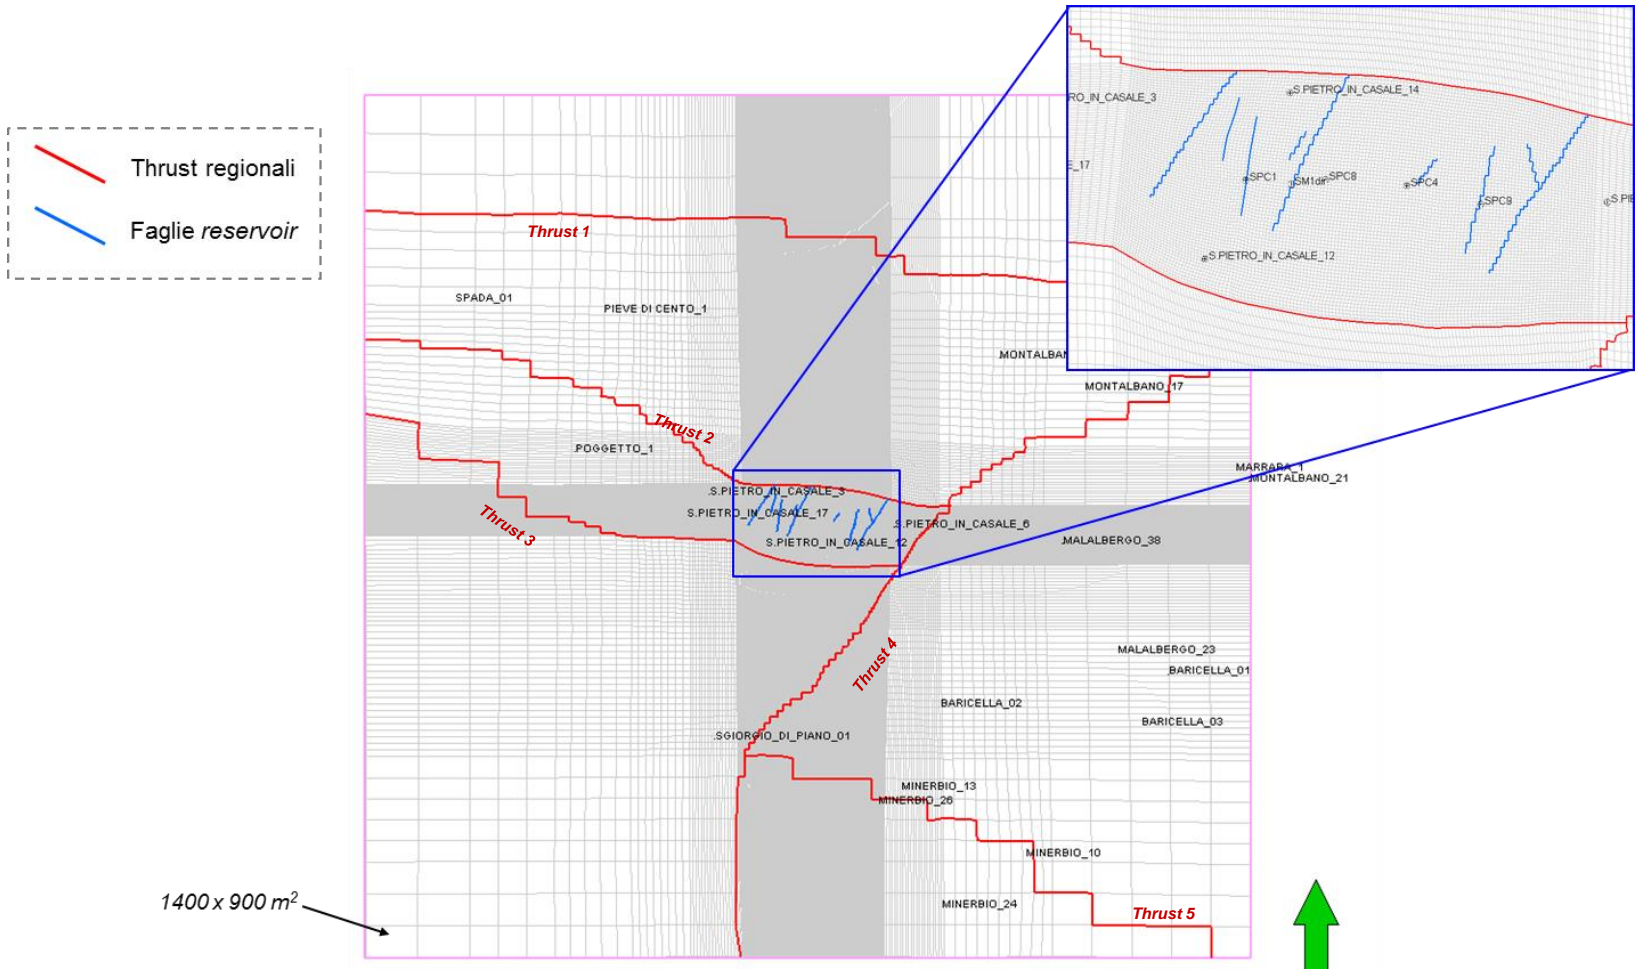 Thrust regionali
Faglie reservoir
Thrust 1
SPADA_01
PIEVE DI CENTO_1
Thrust 2
POGGETTO_1
Thrust 3
S.PIETRO_IN_CASALE_3
S.PIETRO_IN_CASALE_17
S.PIETRO_IN_CASALE_12
S.PIETRO_IN_CASALE_6
MONTALBAN
MONTALBANO_17
MARRARA_1
MONTALBANO_21
MALALBERGO_38
Thrust 4
MALALBERGO_23
BARICELLA_01
BARICELLA_02
BARICELLA_03
.SGIORGIO_DI_PIANO_01
MINERBIO_13
MINERBIO_26
MINERBIO_10
MINERBIO_24
Thrust 5
1400 x 900 m²
RO_IN_CASALE_3
S.PIETRO_IN_CASALE_14
E_17
SPC1
SM1dir
SPC8
SPC4
SPC9
S.PIE
S.PIETRO_IN_CASALE_12